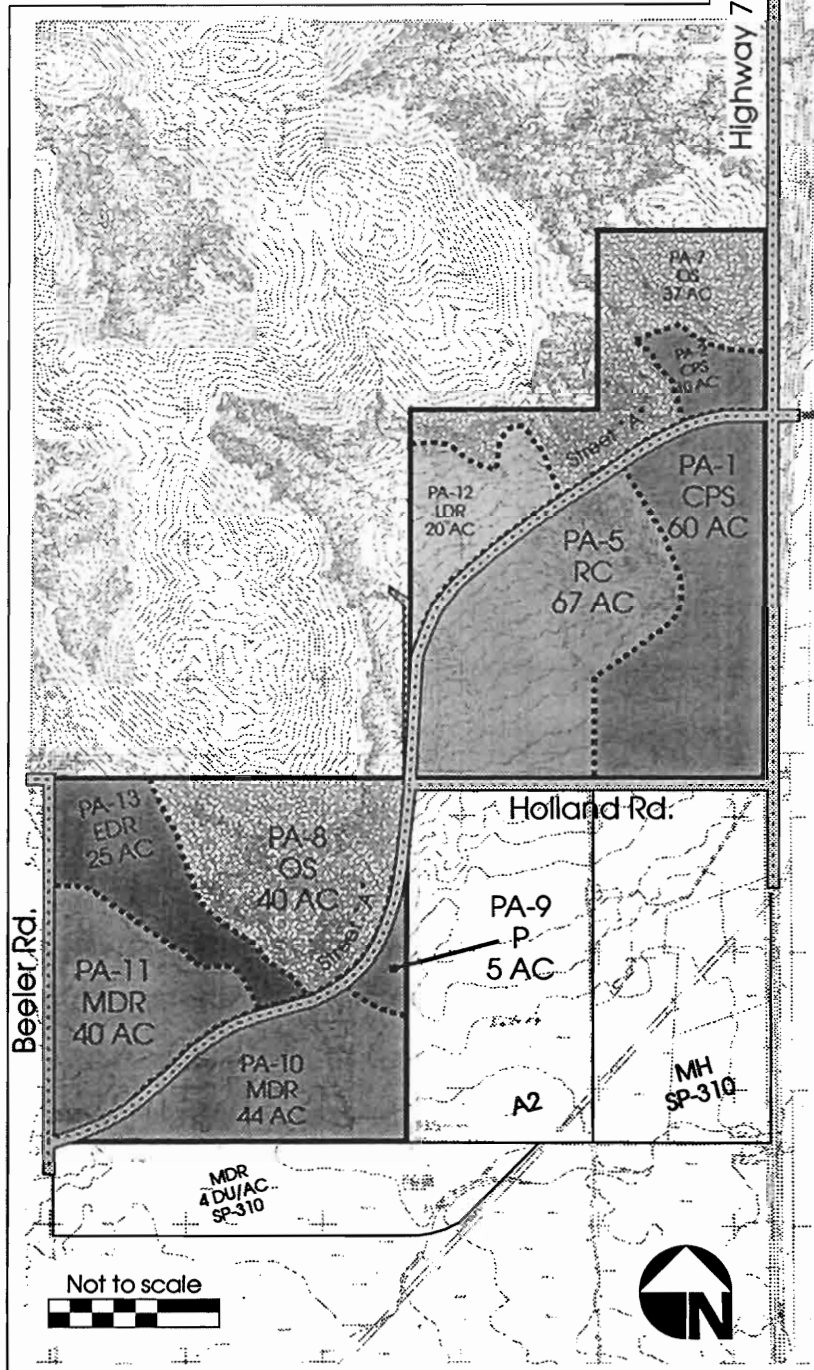 Highway 7
PA-7
OS
37 AC
PA-2
CPS
10 AC
Street "A"
PA-1
CPS
60 AC
PA-12
LDR
20 AC
PA-5
RC
67 AC
Holland Rd.
PA-13
EDR
25 AC
PA-8
OS
40 AC
Street "A"
PA-9
P
5 AC
Beeler Rd.
PA-11
MDR
40 AC
PA-10
MDR
44 AC
A2
MH
SP-310
MDR
4 DU/AC
SP-310
Not to scale
N